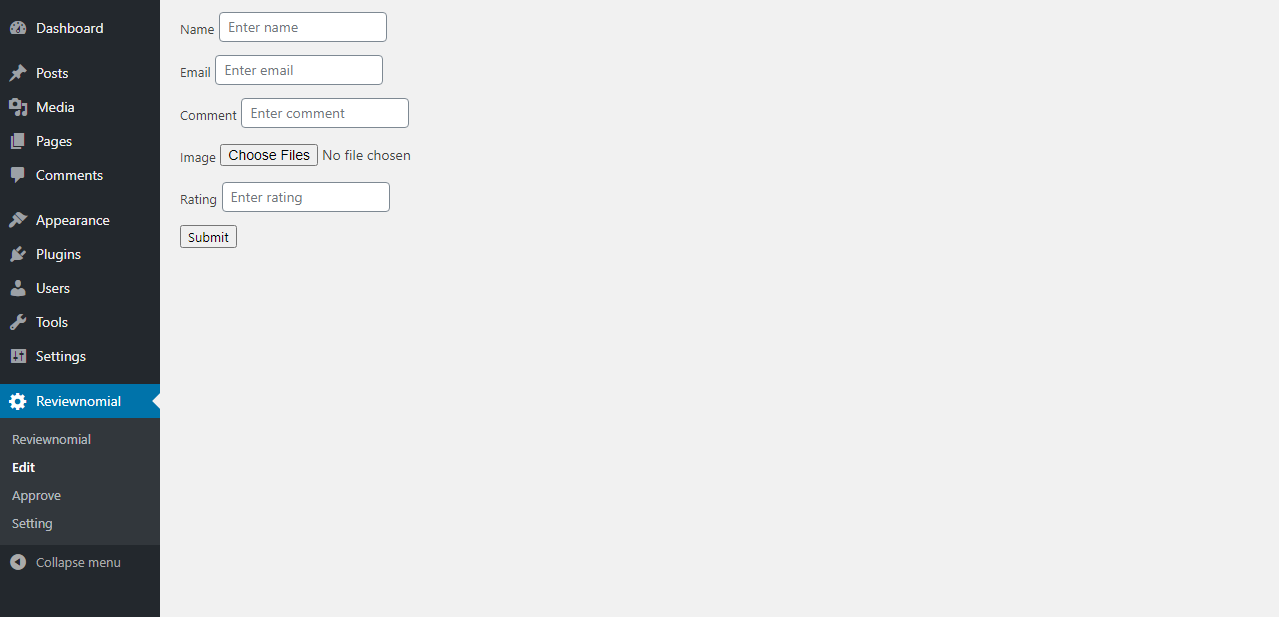 Dashboard
Posts
Media
Pages
Comments
Appearance
Plugins
Users
Tools
Settings
Reviewnomial
Reviewnomial
Edit
Approve
Setting
Collapse menu
Name Enter name
Email Enter email
Comment Enter comment
Image Choose Files No file chosen
Rating Enter rating
Submit